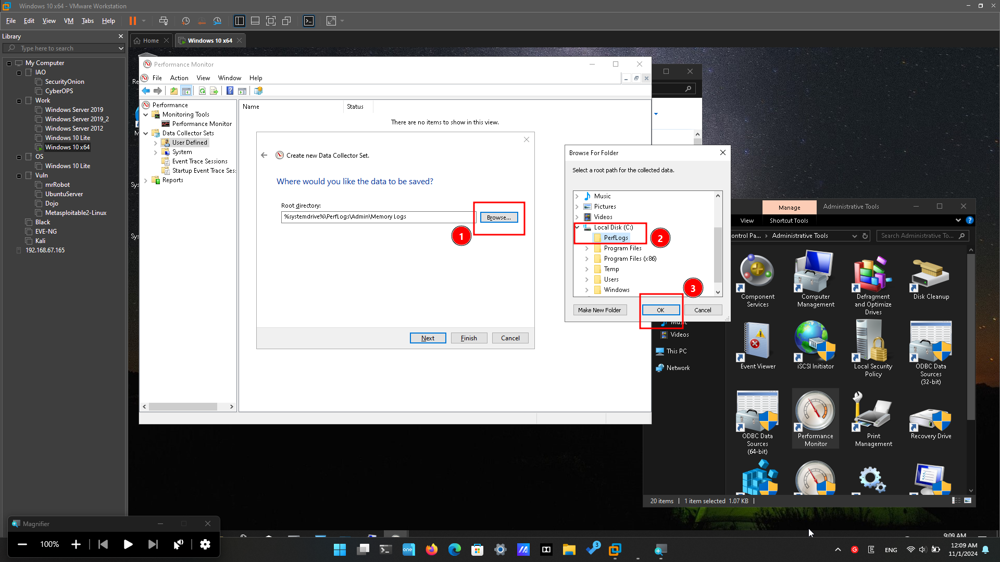 Windows 10 x64 - VMware Workstation
File Edit View VM Tabs Help
Library
Type here to search
My Computer
IAO
SecurityOnion
CyberOPS
Work
Windows Server 2019
Windows Server 2019_2
Windows Server 2012
Windows 10 Lite
Windows 10 x64
OS
Windows 10 Lite
Vuln
mrRobot
UbuntuServer
Dojo
Metasploitable2-Linux
Black
EVE-NG
Kali
192.168.67.165
Home
Windows 10 x64
Performance Monitor
File Action View Window Help
Performance
Monitoring Tools
Performance Monitor
Data Collector Sets
User Defined
System
Event Trace Sessions
Startup Event Trace Ses
Reports
Name Status
There are no items to show in this view.
Create new Data Collector Set.
Where would you like the data to be saved?
Root directory:
%systemdrive%\PerfLogs\Admin\Memory Logs
Browse...
1
Next Finish Cancel
Browse For Folder
Select a root path for the collected data.
Music
Pictures
Videos
Local Disk (C:)
PerfLogs
2
Program Files
Program Files (x86)
Temp
Users
Windows
3
Make New Folder OK Cancel
Music
Videos
This PC
Network
Manage
Administrative Tools
View
Shortcut Tools
ontrol Pa... > Administrative Tools
Search Administrative To...
Component
Services
Computer
Management
Defragment
and Optimize
Drives
Disk Cleanup
Event Viewer
iSCSI Initiator
Local Security
Policy
ODBC Data
Sources
(32-bit)
ODBC Data
Sources
(64-bit)
Performance
Monitor
Print
Management
Recovery Drive
20 items
1 item selected 1.07 KB
Magnifier
100%
9:09 AM
one
3
ENG
12:09 AM
11/1/2024